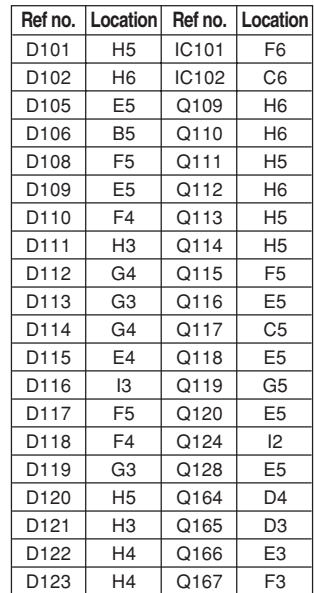 Ref no. Location Ref no. Location
D101 H5 IC101 F6
D102 H6 IC102 C6
D105 E5 Q109 H6
D106 B5 Q110 H6
D108 F5 Q111 H5
D109 E5 Q112 H6
D110 F4 Q113 H5
D111 H3 Q114 H5
D112 G4 Q115 F5
D113 G3 Q116 E5
D114 G4 Q117 C5
D115 E4 Q118 E5
D116 I3 Q119 G5
D117 F5 Q120 E5
D118 F4 Q124 I2
D119 G3 Q128 E5
D120 H5 Q164 D4
D121 H3 Q165 D3
D122 H4 Q166 E3
D123 H4 Q167 F3